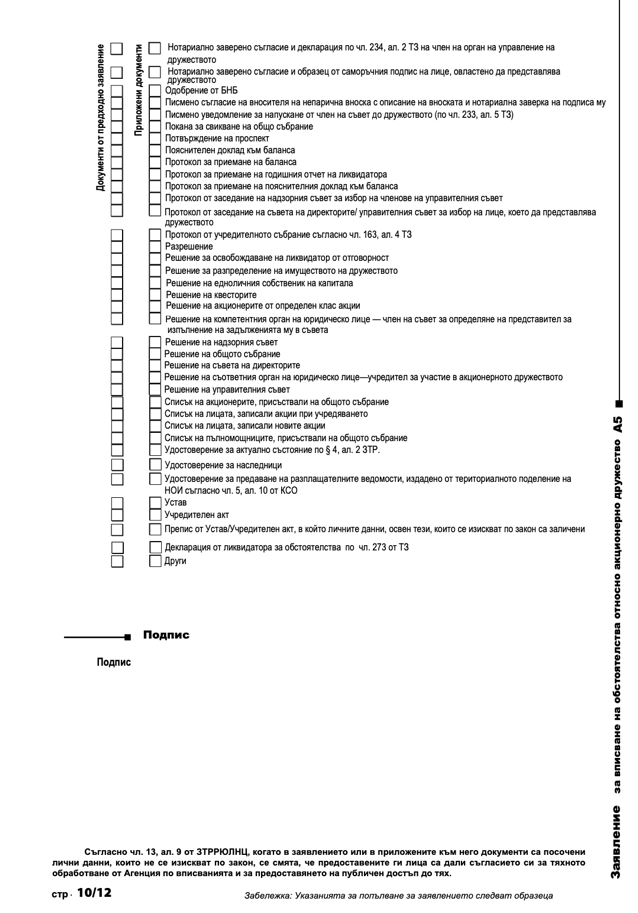 Документи от предходно заявление
Приложени документи
Нотариално заверено съгласие и декларация по чл. 234, ал. 2 ТЗ на член на орган на управление на
дружеството
Нотариално заверено съгласие и образец от саморъчния подпис на лице, овластено да представлява
дружеството
Одобрение от БНБ
Писмено съгласие на вносителя на непарична вноска с описание на вноската и нотариална заверка на подписа му
Писмено уведомление за напускане от член на съвет до дружеството (по чл. 233, ал. 5 ТЗ)
Покана за свикване на общо събрание
Потвърждение на проспект
Пояснителен доклад към баланса
Протокол за приемане на баланса
Протокол за приемане на годишния отчет на ликвидатора
Протокол за приемане на пояснителния доклад към баланса
Протокол от заседание на надзорния съвет за избор на членове на управителния съвет
Протокол от заседание на съвета на директорите/ управителния съвет за избор на лице, което да представлява
дружеството
Протокол от учредителното събрание съгласно чл. 163, ал. 4 ТЗ
Разрешение
Решение за освобождаване на ликвидатор от отговорност
Решение за разпределение на имуществото на дружеството
Решение на едноличния собственик на капитала
Решение на квесторите
Решение на акционерите от определен клас акции
Решение на компетентния орган на юридическо лице — член на съвет за определяне на представител за
изпълнение на задълженията му в съвета
Решение на надзорния съвет
Решение на общото събрание
Решение на съвета на директорите
Решение на съответния орган на юридическо лице—учредител за участие в акционерното дружеството
Решение на управителния съвет
Списък на акционерите, присъствали на общото събрание
Списък на лицата, записали акции при учредяването
Списък на лицата, записали новите акции
Списък на пълномощниците, присъствали на общото събрание
Удостоверение за актуално състояние по § 4, ал. 2 ЗТР.
Удостоверение за наследници
Удостоверение за предаване на разплащателните ведомости, издадено от териториалното поделение на
НОИ съгласно чл. 5, ал. 10 от КСО
Устав
Учредителен акт
Препис от Устав/Учредителен акт, в който личните данни, освен тези, които се изискват по закон са заличени
Декларация от ликвидатора за обстоятелства по чл. 273 от ТЗ
Други
Подпис
Подпис
Заявление за вписване на обстоятелства относно акционерно дружество А5
Съгласно чл. 13, ал. 9 от ЗТРРЮЛНЦ, когато в заявлението или в приложените към него документи са посочени
лични данни, които не се изискват по закон, се смята, че предоставените ги лица са дали съгласието си за тяхното
обработване от Агенция по вписванията и за предоставянето на публичен достъп до тях.
стр. 10/12
Забележка: Указанията за попълване за заявлението следват образеца